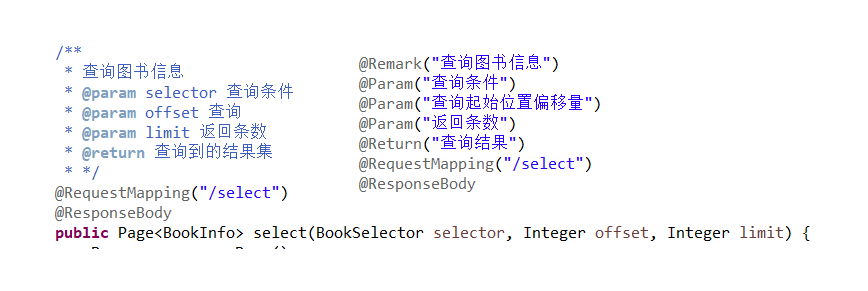 /**
 * 查询图书信息
 * @param selector 查询条件
 * @param offset 查询
 * @param limit 返回条数
 * @return 查询到的结果集
 * */
@RequestMapping("/select")
@ResponseBody
@Remark("查询图书信息")
@Param("查询条件")
@Param("查询起始位置偏移量")
@Param("返回条数")
@Return("查询结果")
@RequestMapping("/select")
@ResponseBody
public Page<BookInfo> select(BookSelector selector, Integer offset, Integer limit) {